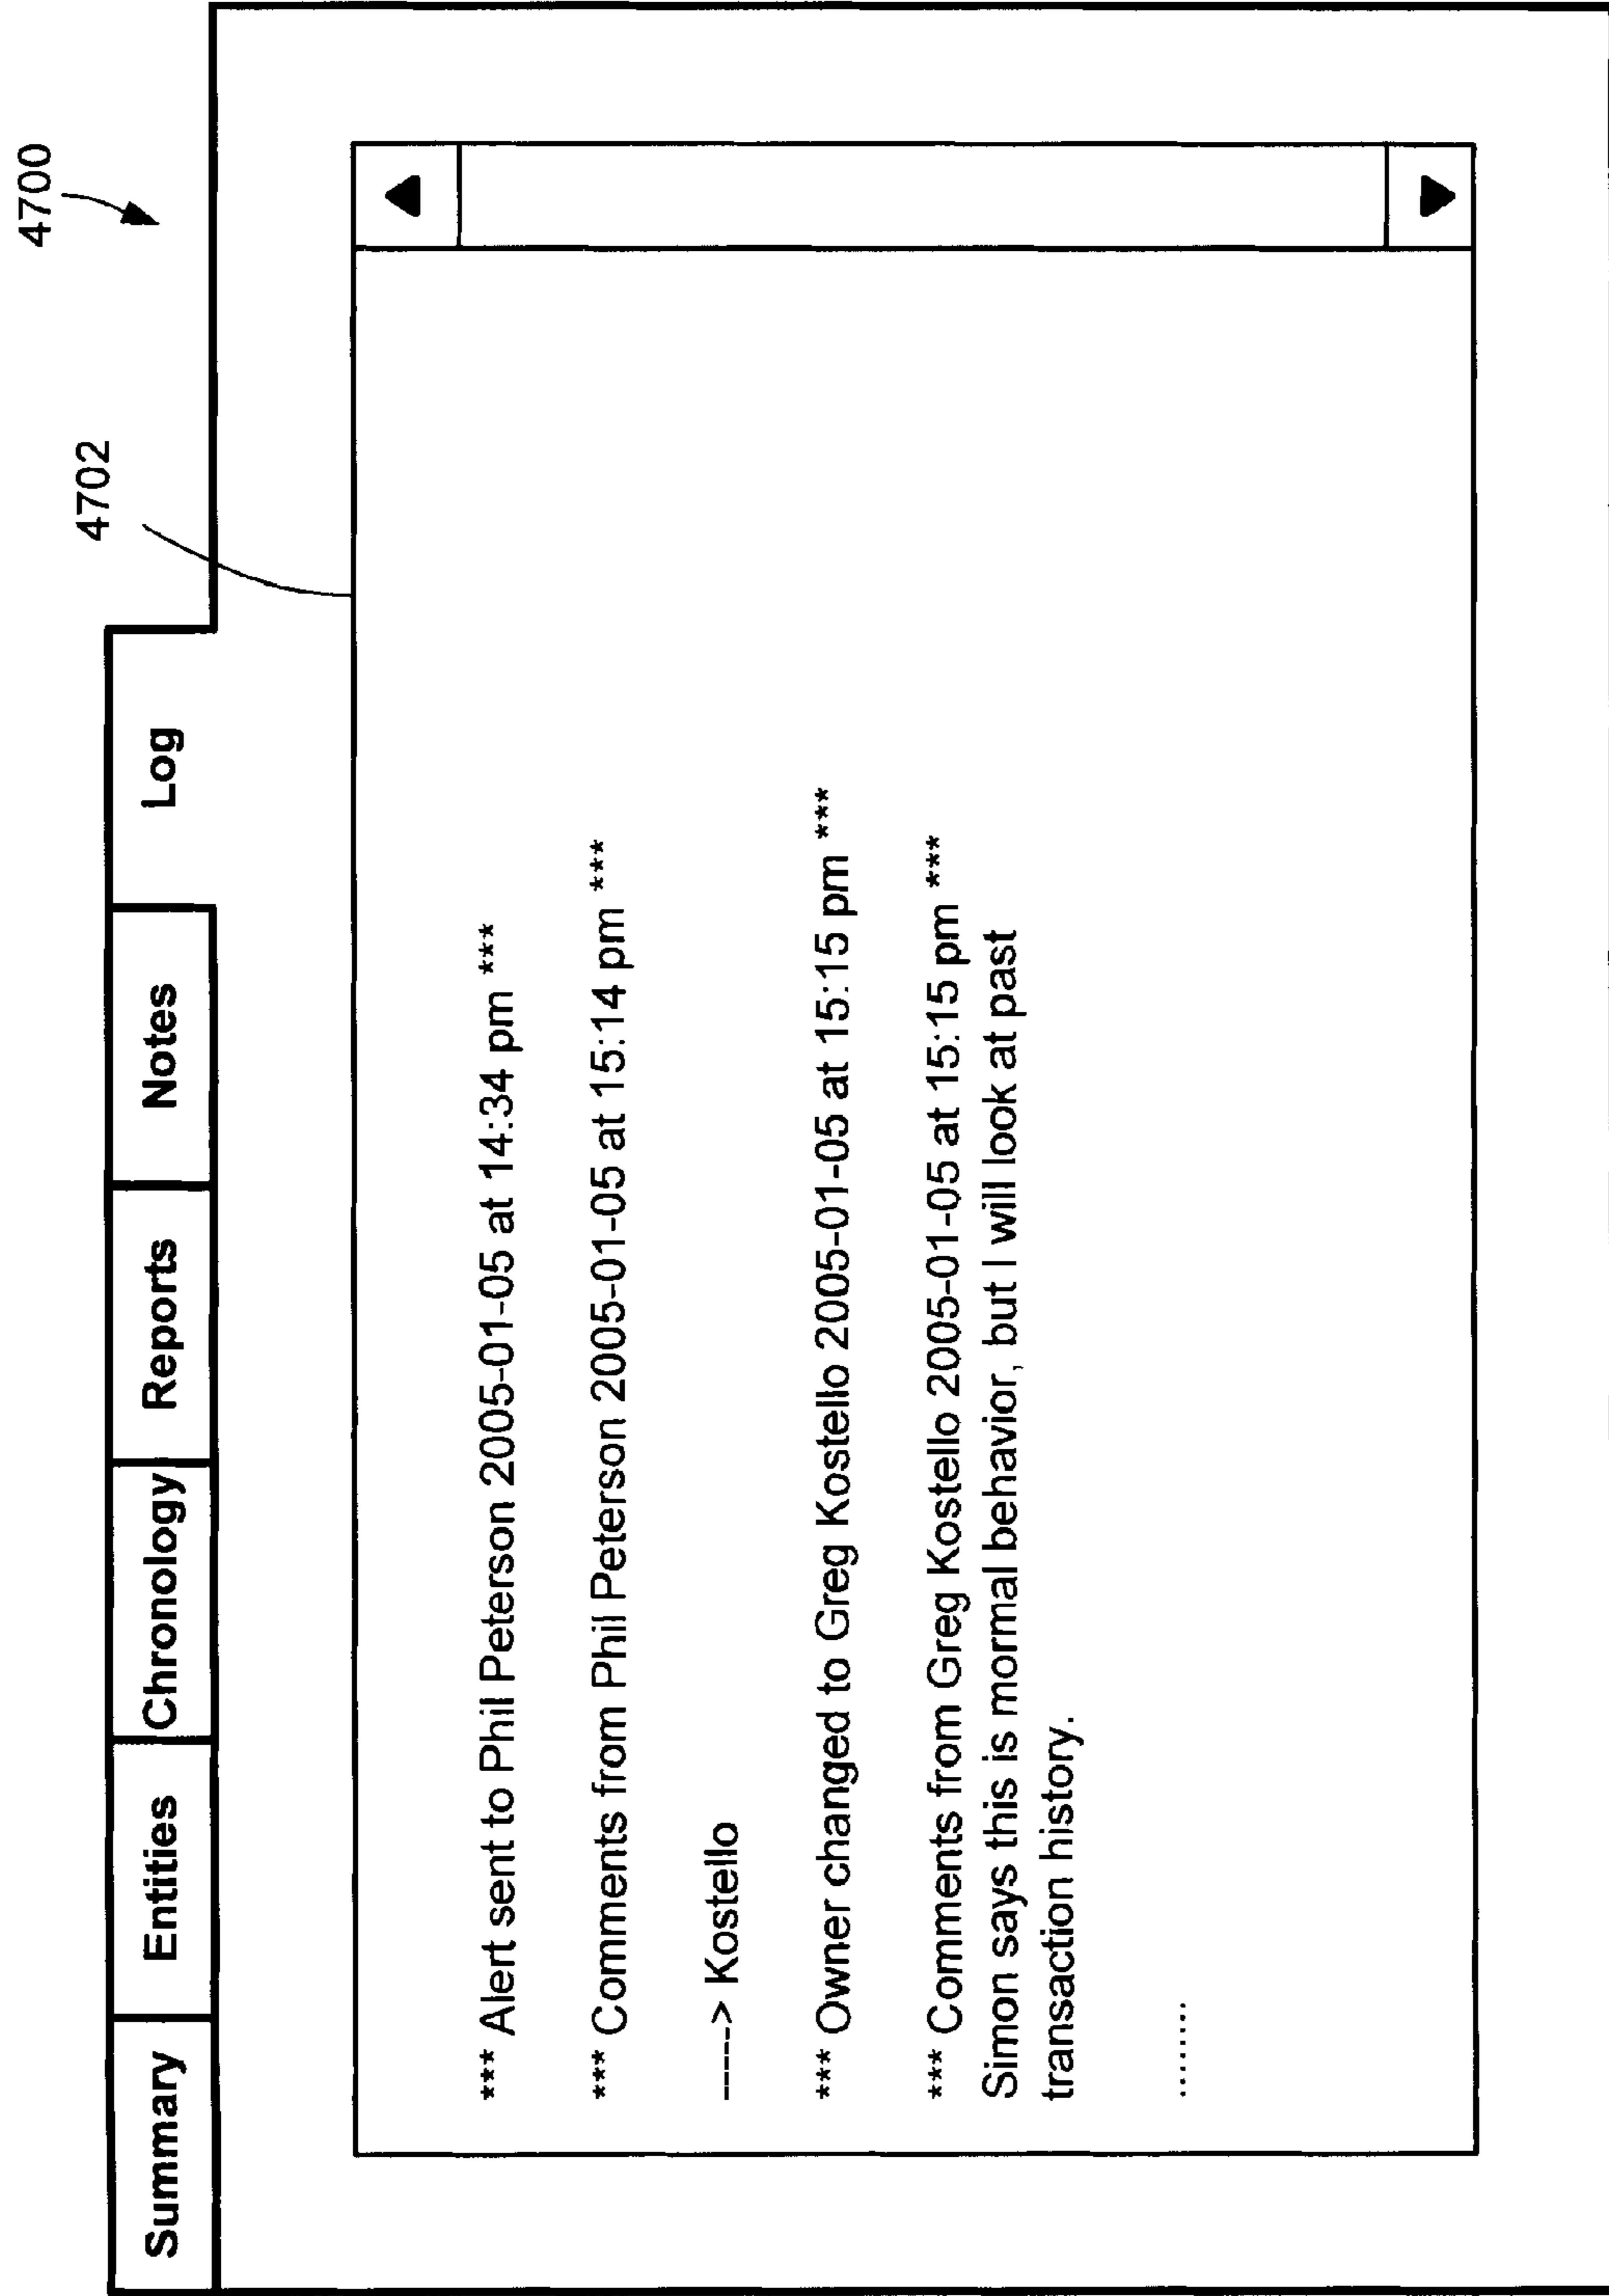 4700
4702
Summary
Entities
Chronology
Reports
Notes
Log
*** Alert sent to Phil Peterson 2005-01-05 at 14:34 pm ***
*** Comments from Phil Peterson 2005-01-05 at 15:14 pm ***
-----> Kostello
*** Owner changed to Greg Kostello 2005-01-05 at 15:15 pm ***
*** Comments from Greg Kostello 2005-01-05 at 15:15 pm ***
Simon says this is mormal behavior, but I will look at past
transaction history.
........